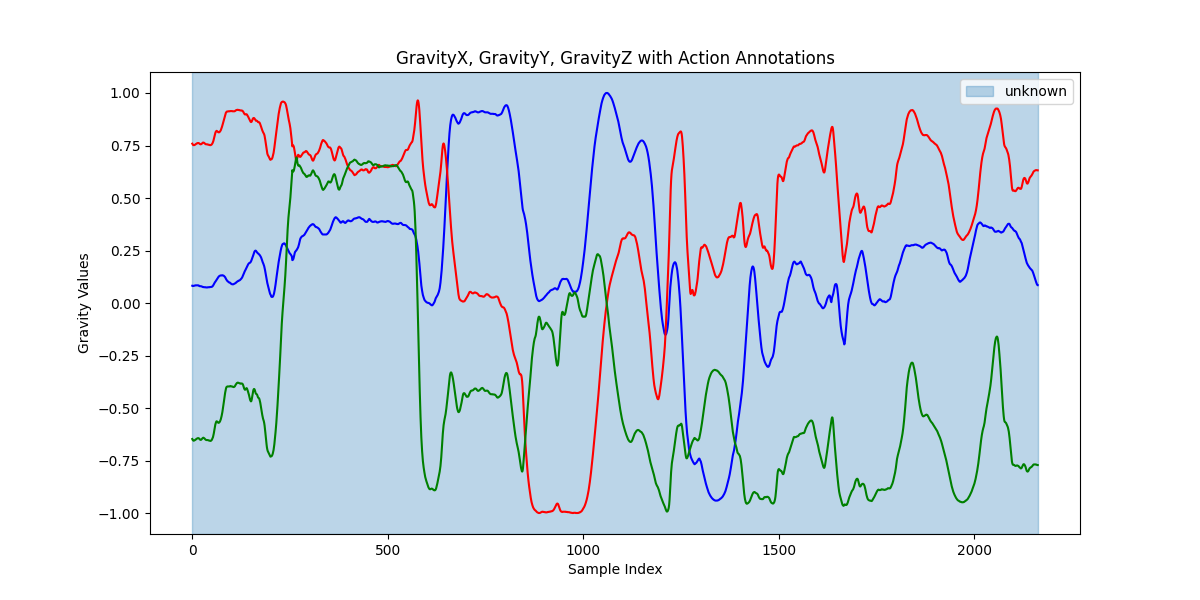 GravityX, GravityY, GravityZ with Action Annotations
unknown
1.00
0.75
0.50
0.25
0.00
−0.25
−0.50
−0.75
−1.00
Gravity Values
0 500 1000 1500 2000
Sample Index